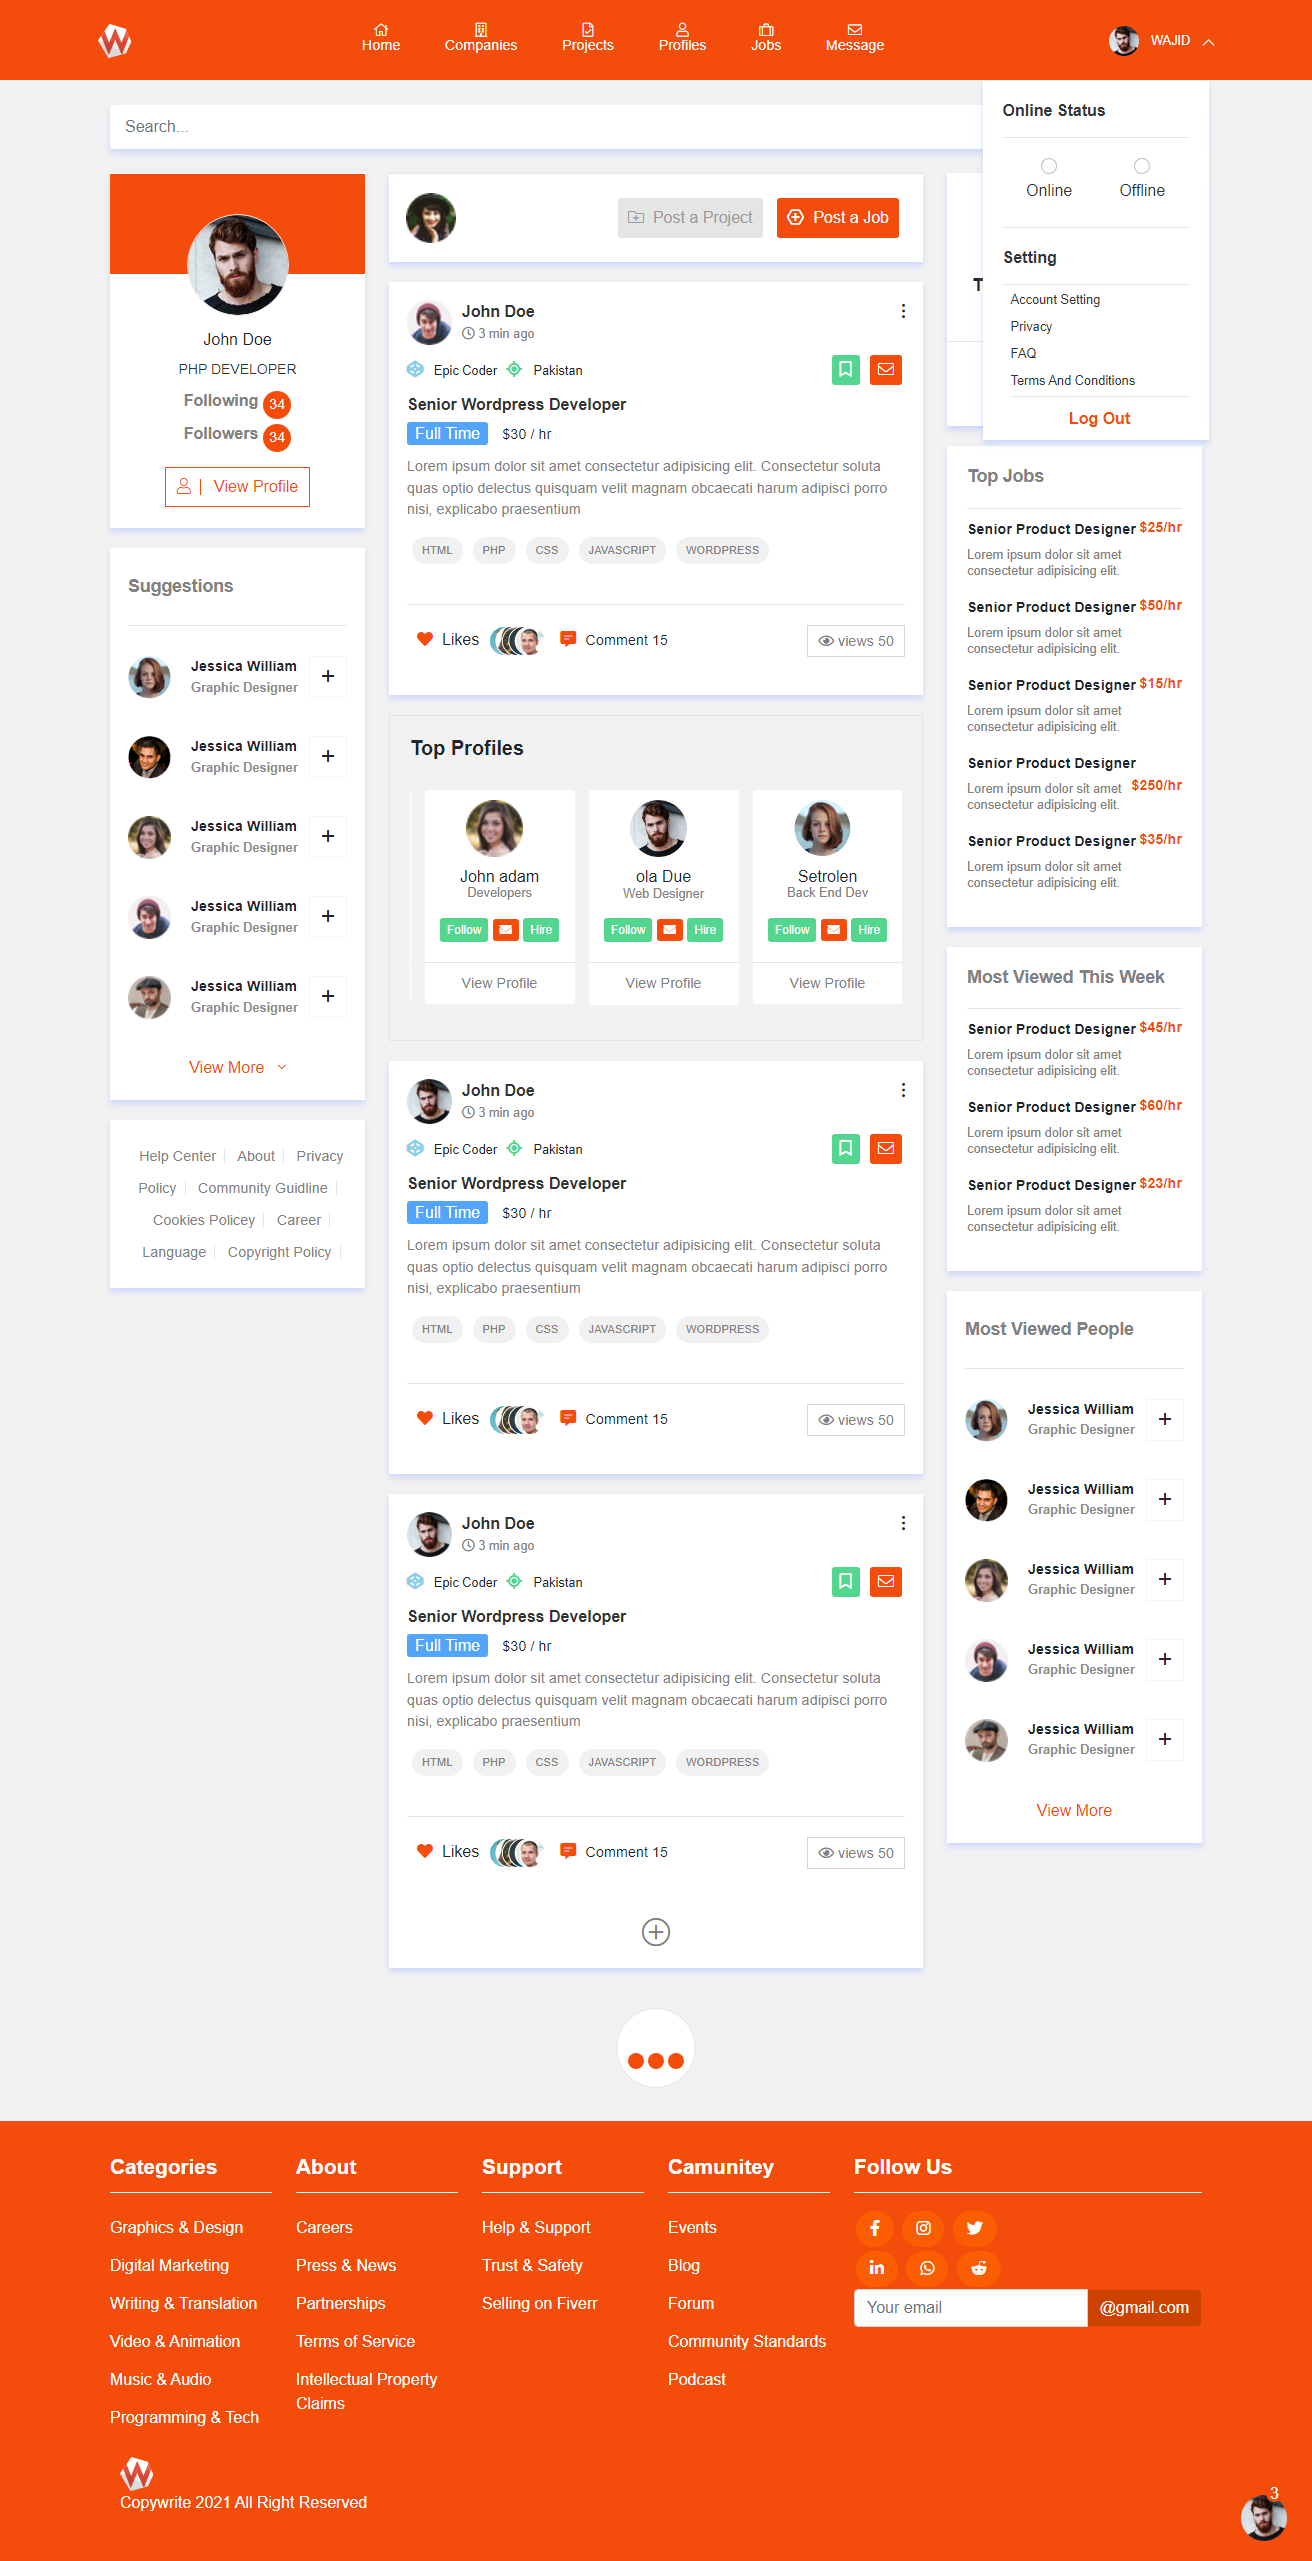 Home
Companies
Projects
Profiles
Jobs
Message
WAJID
Search...
Online Status
Online
Offline
Setting
Account Setting
Privacy
FAQ
Terms And Conditions
Log Out
John Doe
PHP DEVELOPER
Following 34
Followers 34
| View Profile
Suggestions
Jessica William
Graphic Designer
+
Jessica William
Graphic Designer
+
Jessica William
Graphic Designer
+
Jessica William
Graphic Designer
+
Jessica William
Graphic Designer
+
View More
Help Center
About
Privacy
Policy
Community Guidline
Cookies Policey
Career
Language
Copyright Policy
Post a Project
Post a Job
John Doe
3 min ago
Epic Coder
Pakistan
Senior Wordpress Developer
Full Time
$30 / hr
Lorem ipsum dolor sit amet consectetur adipisicing elit. Consectetur soluta
quas optio delectus quisquam velit magnam obcaecati harum adipisci porro
nisi, explicabo praesentium
HTML
PHP
CSS
JAVASCRIPT
WORDPRESS
Likes
Comment 15
views 50
Top Profiles
John adam
Developers
Follow
Hire
View Profile
ola Due
Web Designer
Follow
Hire
View Profile
Setrolen
Back End Dev
Follow
Hire
View Profile
John Doe
3 min ago
Epic Coder
Pakistan
Senior Wordpress Developer
Full Time
$30 / hr
Lorem ipsum dolor sit amet consectetur adipisicing elit. Consectetur soluta
quas optio delectus quisquam velit magnam obcaecati harum adipisci porro
nisi, explicabo praesentium
HTML
PHP
CSS
JAVASCRIPT
WORDPRESS
Likes
Comment 15
views 50
John Doe
3 min ago
Epic Coder
Pakistan
Senior Wordpress Developer
Full Time
$30 / hr
Lorem ipsum dolor sit amet consectetur adipisicing elit. Consectetur soluta
quas optio delectus quisquam velit magnam obcaecati harum adipisci porro
nisi, explicabo praesentium
HTML
PHP
CSS
JAVASCRIPT
WORDPRESS
Likes
Comment 15
views 50
Top Jobs
Senior Product Designer $25/hr
Lorem ipsum dolor sit amet
consectetur adipisicing elit.
Senior Product Designer $50/hr
Lorem ipsum dolor sit amet
consectetur adipisicing elit.
Senior Product Designer $15/hr
Lorem ipsum dolor sit amet
consectetur adipisicing elit.
Senior Product Designer
$250/hr
Lorem ipsum dolor sit amet
consectetur adipisicing elit.
Senior Product Designer $35/hr
Lorem ipsum dolor sit amet
consectetur adipisicing elit.
Most Viewed This Week
Senior Product Designer $45/hr
Lorem ipsum dolor sit amet
consectetur adipisicing elit.
Senior Product Designer $60/hr
Lorem ipsum dolor sit amet
consectetur adipisicing elit.
Senior Product Designer $23/hr
Lorem ipsum dolor sit amet
consectetur adipisicing elit.
Most Viewed People
Jessica William
Graphic Designer
+
Jessica William
Graphic Designer
+
Jessica William
Graphic Designer
+
Jessica William
Graphic Designer
+
Jessica William
Graphic Designer
+
View More
Categories
Graphics & Design
Digital Marketing
Writing & Translation
Video & Animation
Music & Audio
Programming & Tech
About
Careers
Press & News
Partnerships
Terms of Service
Intellectual Property
Claims
Support
Help & Support
Trust & Safety
Selling on Fiverr
Camunitey
Events
Blog
Forum
Community Standards
Podcast
Follow Us
Your email
@gmail.com
Copywrite 2021 All Right Reserved
3